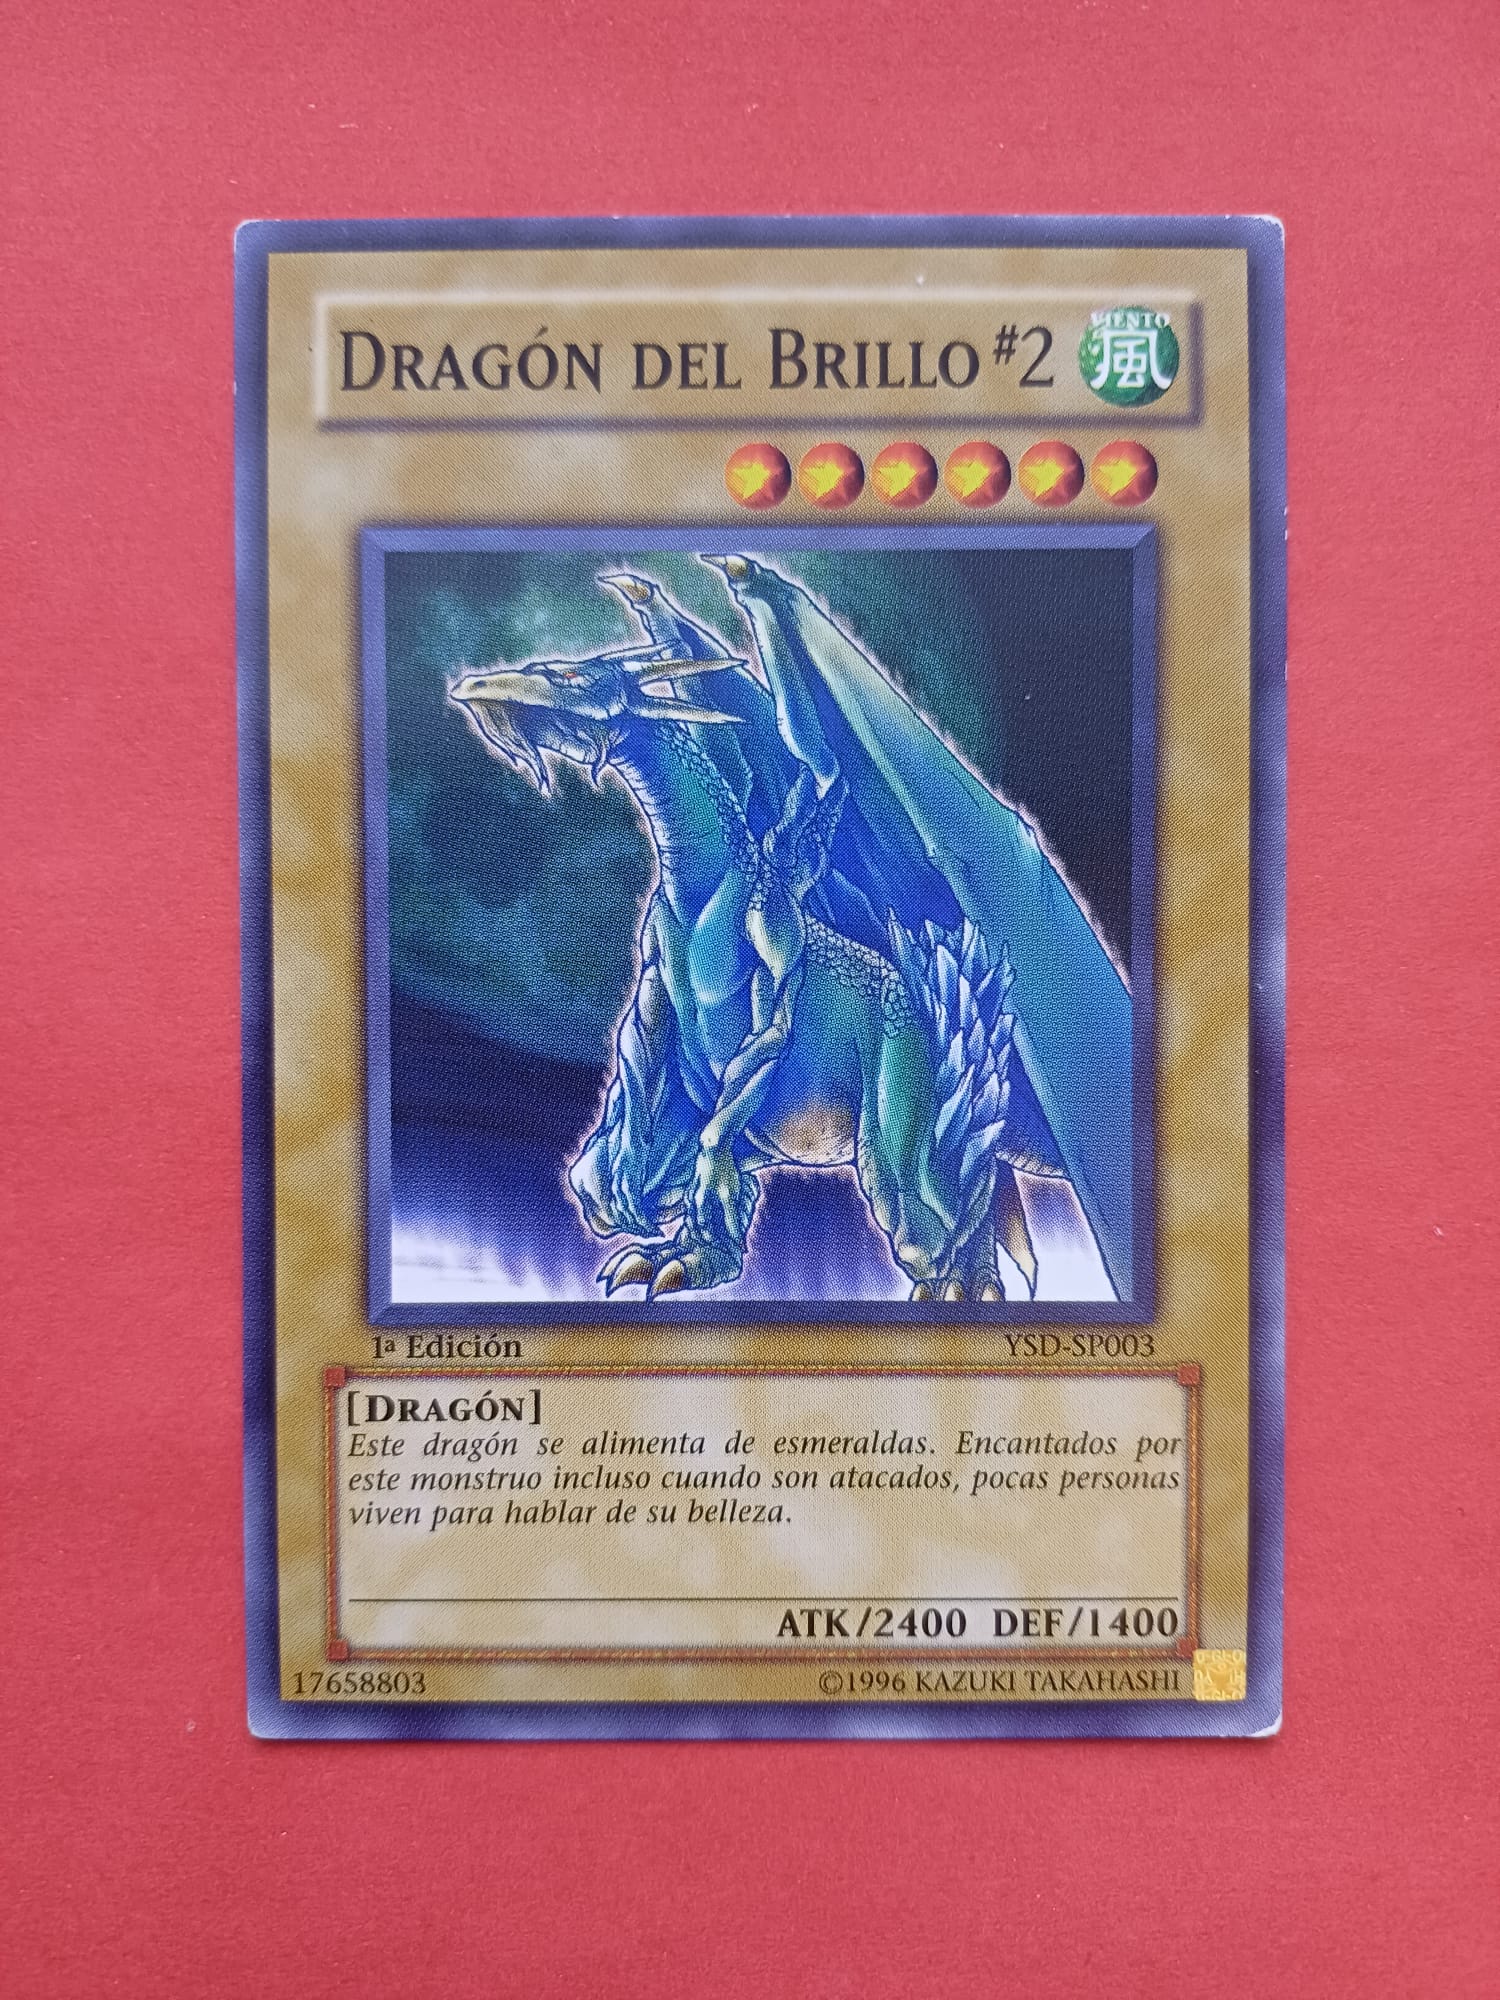 DRAGÓN DEL BRILLO #2
VIENTO
風
1ª Edición
YSD-SP003
[DRAGÓN]
Este dragón se alimenta de esmeraldas. Encantados por
este monstruo incluso cuando son atacados, pocas personas
viven para hablar de su belleza.
ATK/2400 DEF/1400
17658803
©1996 KAZUKI TAKAHASHI